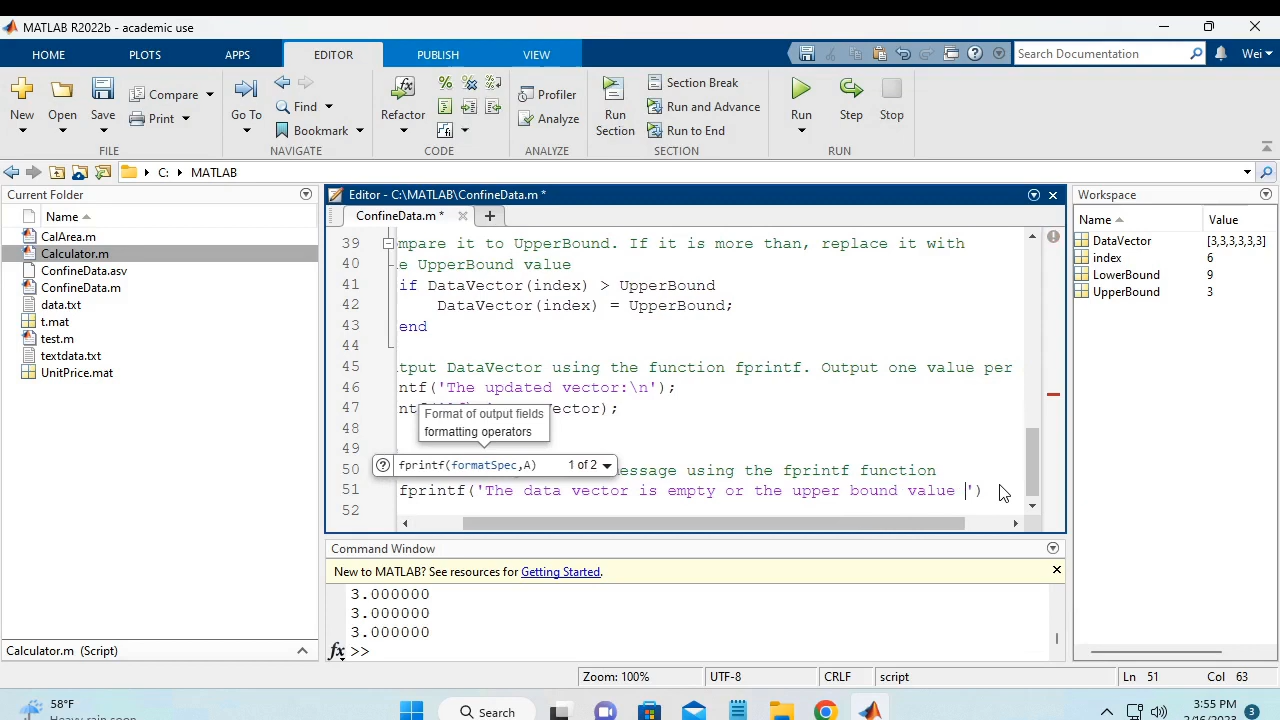 MATLAB R2022b - academic use
HOME PLOTS APPS EDITOR PUBLISH VIEW Search Documentation Wei
New Open Save Compare Print Go To Find Bookmark Refactor Profiler Analyze Run Section Section Break Run and Advance Run to End Run Step Stop
FILE NAVIGATE CODE ANALYZE SECTION RUN
C: MATLAB
Current Folder
Name
CalArea.m
Calculator.m
ConfineData.asv
ConfineData.m
data.txt
t.mat
test.m
textdata.txt
UnitPrice.mat
Calculator.m (Script)
Editor - C:\MATLAB\ConfineData.m *
ConfineData.m *
39 mpare it to UpperBound. If it is more than, replace it with
40 e UpperBound value
41 if DataVector(index) > UpperBound
42 DataVector(index) = UpperBound;
43 end
44
45 tput DataVector using the function fprintf. Output one value per
46 ntf('The updated vector:\n');
47 ntf( ector);
Format of output fields
formatting operators
48
49
fprintf(formatSpec,A) 1 of 2
50 message using the fprintf function
51 fprintf('The data vector is empty or the upper bound value ')
52
Command Window
New to MATLAB? See resources for Getting Started.
3.000000
3.000000
3.000000
fx >>
Workspace
Name Value
DataVector [3,3,3,3,3,3]
index 6
LowerBound 9
UpperBound 3
Zoom: 100% UTF-8 CRLF script Ln 51 Col 63
58°F
Heavy rain soon
Search
3:55 PM
3